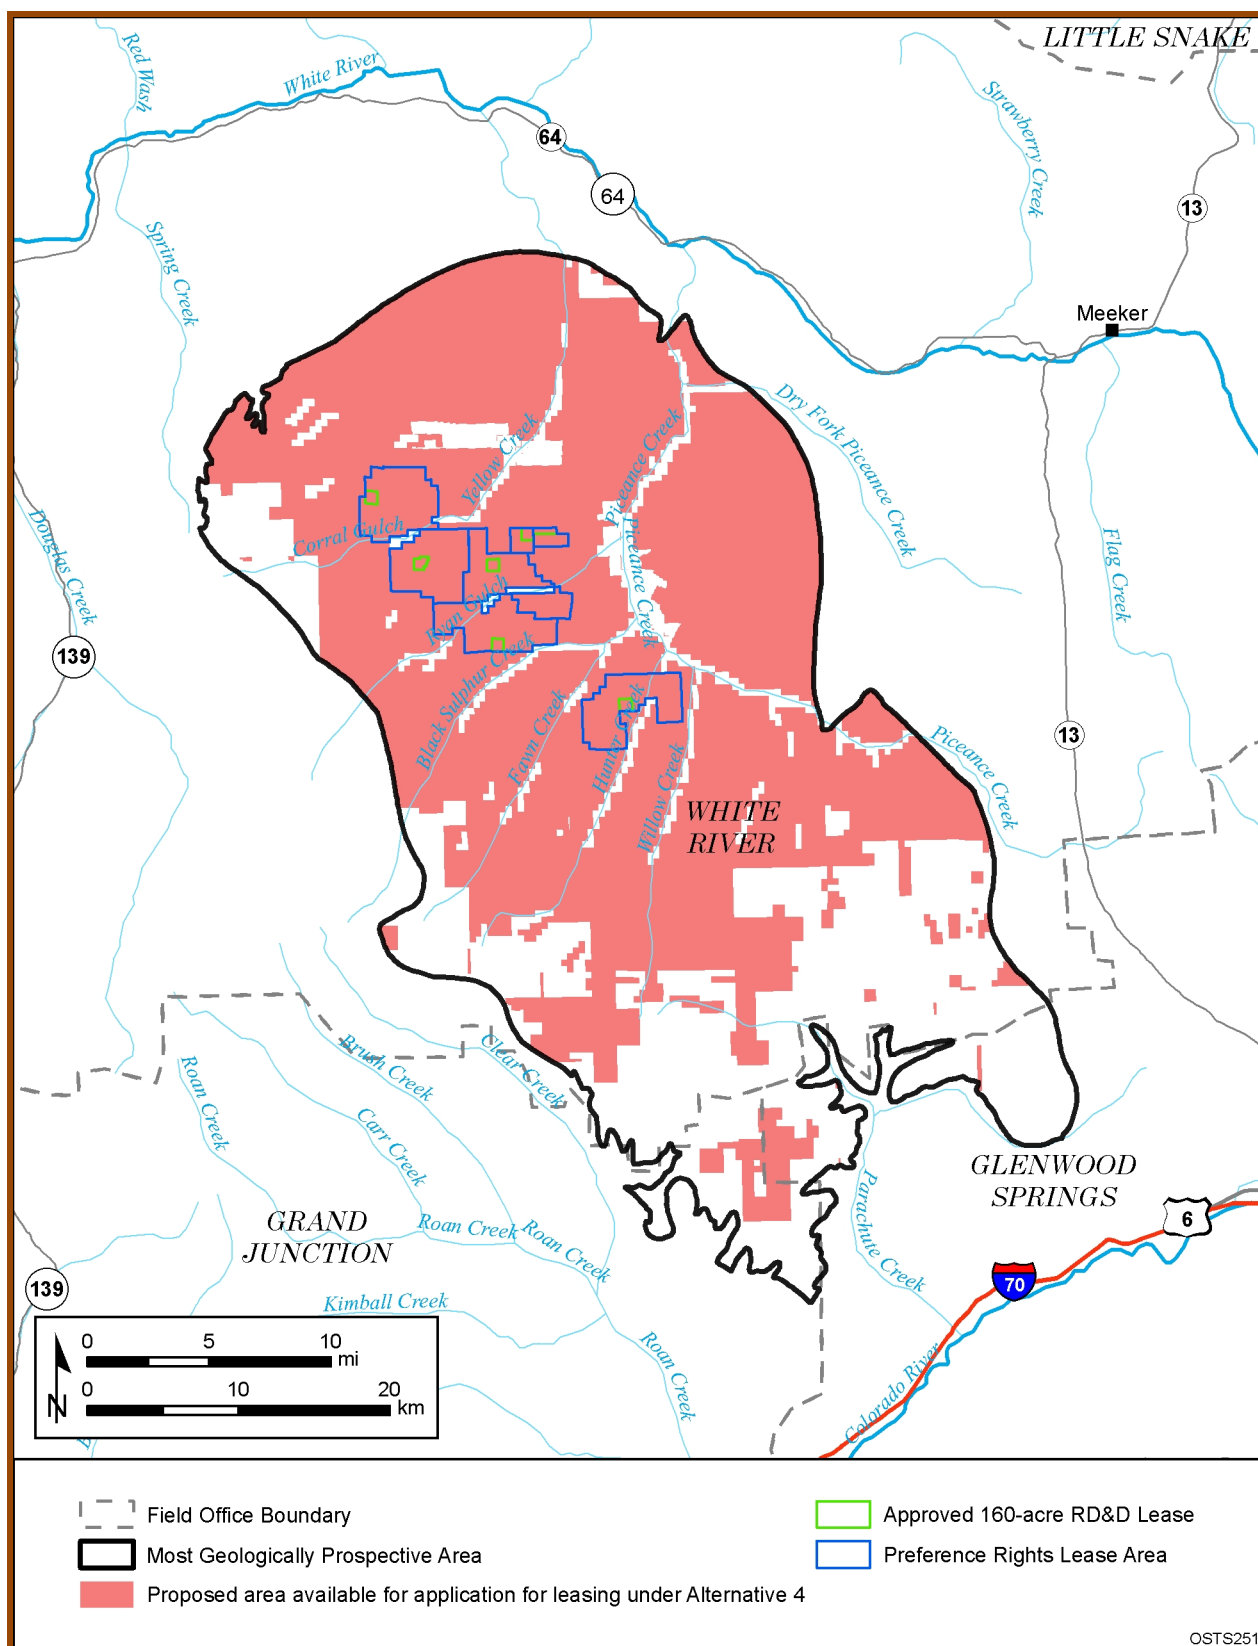 LITTLE SNAKE
Red Wash
White River
64
64
Strawberry Creek
13
Spring Creek
Meeker
Dry Fork Piceance Creek
Yellow Creek
Piceance Creek
Corral Gulch
Piceance Creek
Douglas Creek
Flag Creek
Ryan Gulch
139
Black Sulphur Creek
Fawn Creek
Hunter Creek
Willow Creek
Piceance Creek
13
WHITE
RIVER
Roan Creek
Brush Creek
Clear Creek
Carr Creek
Parachute Creek
GLENWOOD
SPRINGS
GRAND
JUNCTION
Roan Creek
Roan Creek
6
70
139
Kimball Creek
Roan Creek
Colorado River
0 5 10
mi
0 10 20
km
N
Field Office Boundary
Most Geologically Prospective Area
Proposed area available for application for leasing under Alternative 4
Approved 160-acre RD&D Lease
Preference Rights Lease Area
OSTS251